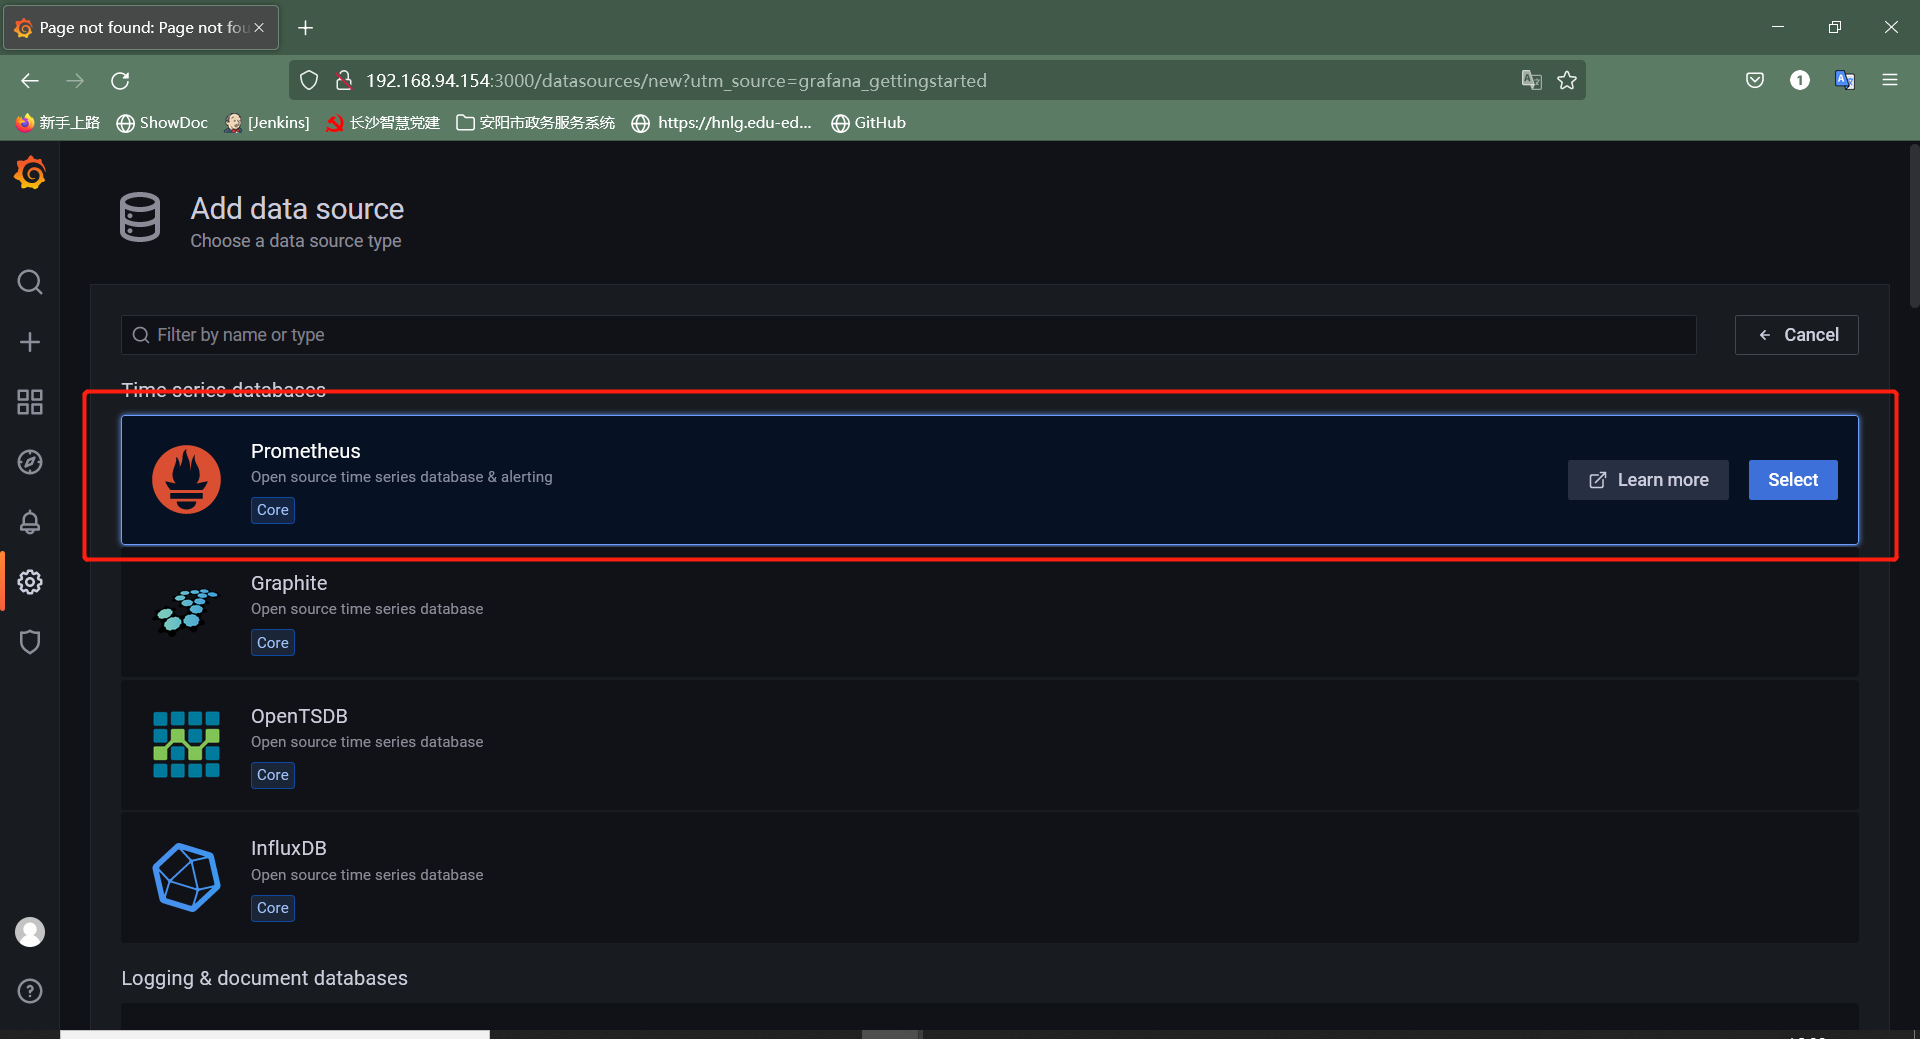 Page not found: Page not fou
192.168.94.154:3000/datasources/new?utm_source=grafana_gettingstarted
1
新手上路 ShowDoc [Jenkins] 长沙智慧党建 安阳市政务服务系统 https://hnlg.edu-ed... GitHub
Add data source
Choose a data source type
Filter by name or type
Cancel
Time series databases
Prometheus
Open source time series database & alerting
Core
Learn more
Select
Graphite
Open source time series database
Core
OpenTSDB
Open source time series database
Core
InfluxDB
Open source time series database
Core
Logging & document databases